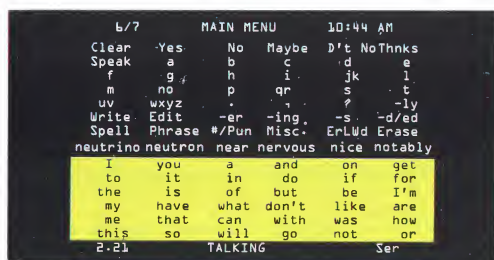 6/7 MAIN MENU 10:44 AM
Clear Yes No Maybe D't No Thnks
Speak a b c d e
f g h i jk l
m no p qr s t
uv wxyz . , ? -ly
Write Edit -er -ing -s -d/ed
Spell Phrase #/Pun Misc. ErLWd Erase
neutrino neutron near nervous nice notably
I you a and on get
to it in do if for
the is of but be I'm
my have what don't like are
me that can with was how
this so will go not or
2.21 TALKING Ser